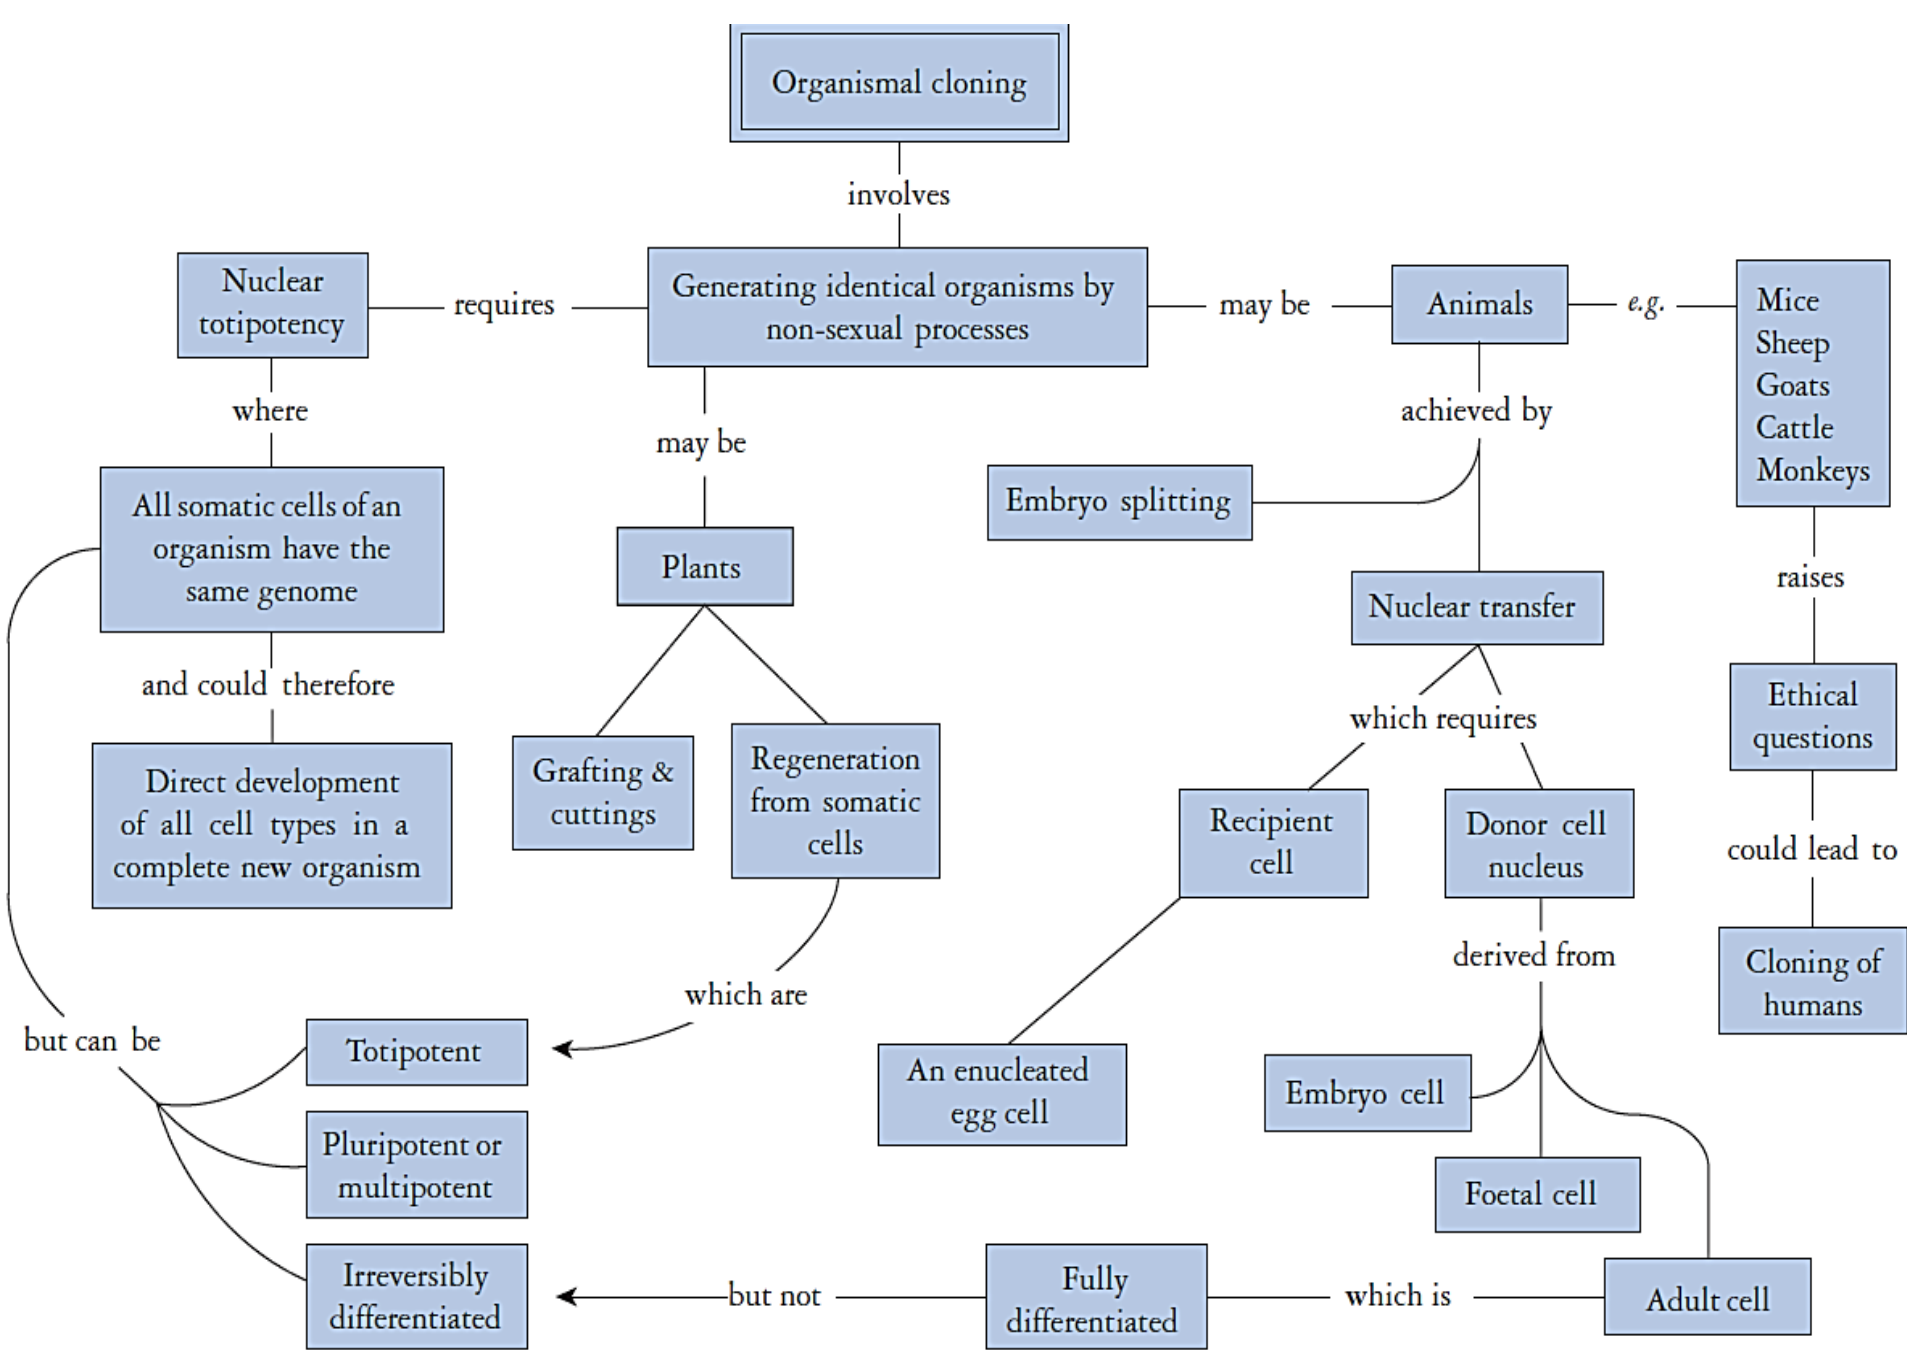 Organismal cloning
involves
Nuclear
totipotency
requires
Generating identical organisms by
non-sexual processes
may be
Animals
e.g.
Mice
Sheep
Goats
Cattle
Monkeys
where
may be
achieved by
All somatic cells of an
organism have the
same genome
Embryo splitting
Plants
Nuclear transfer
raises
and could therefore
which requires
Ethical
questions
Direct development
of all cell types in a
complete new organism
Grafting &
cuttings
Regeneration
from somatic
cells
Recipient
cell
Donor cell
nucleus
could lead to
derived from
Cloning of
humans
which are
but can be
Totipotent
An enucleated
egg cell
Embryo cell
Pluripotent or
multipotent
Foetal cell
Irreversibly
differentiated
but not
Fully
differentiated
which is
Adult cell